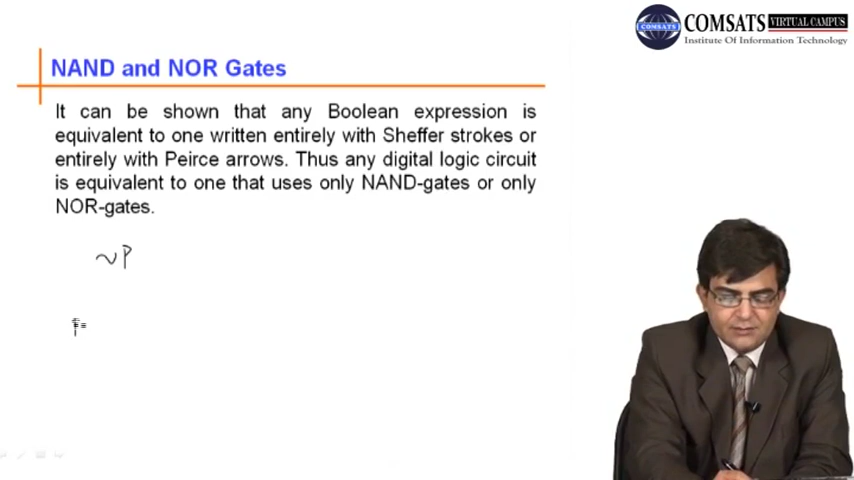 COMSATS VIRTUAL CAMPUS
Institute Of Information Technology
NAND and NOR Gates
It can be shown that any Boolean expression is
equivalent to one written entirely with Sheffer strokes or
entirely with Peirce arrows. Thus any digital logic circuit
is equivalent to one that uses only NAND-gates or only
NOR-gates.
~P